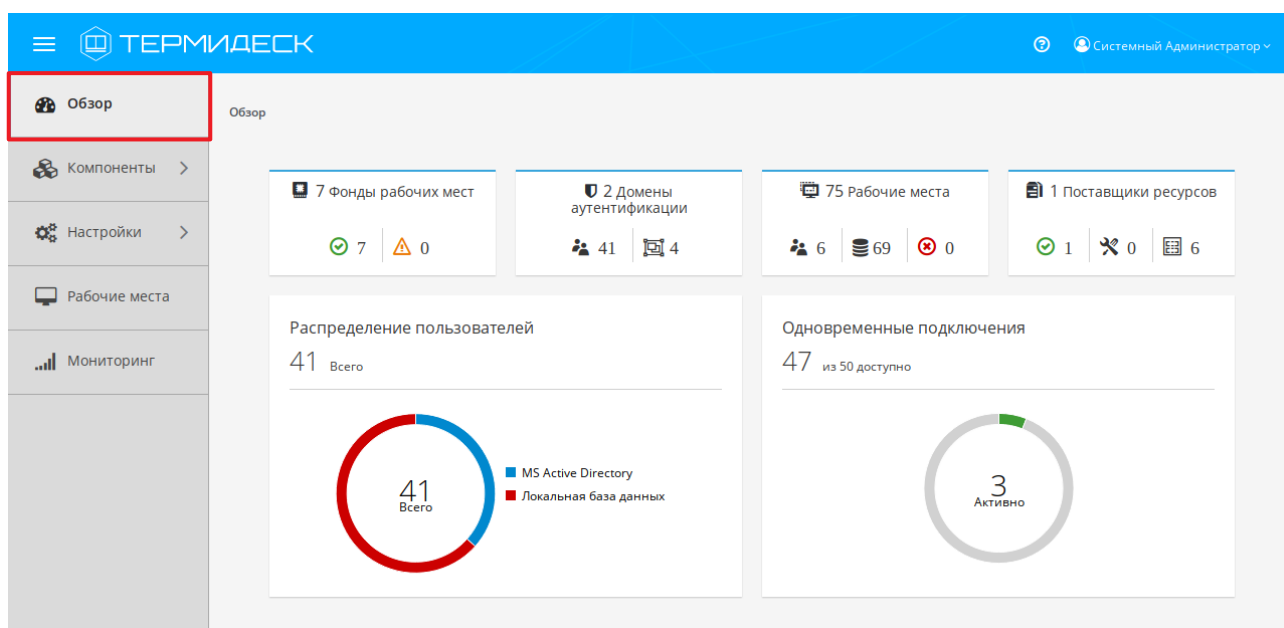 ТЕРМИДЕСК
Системный Администратор
Обзор
Компоненты
Настройки
Рабочие места
Мониторинг
Обзор
7 Фонды рабочих мест
7 0
2 Домены
аутентификации
41 4
75 Рабочие места
6 69 0
1 Поставщики ресурсов
1 0 6
Распределение пользователей
41 Всего
41
Всего
MS Active Directory
Локальная база данных
Одновременные подключения
47 из 50 доступно
3
Активно